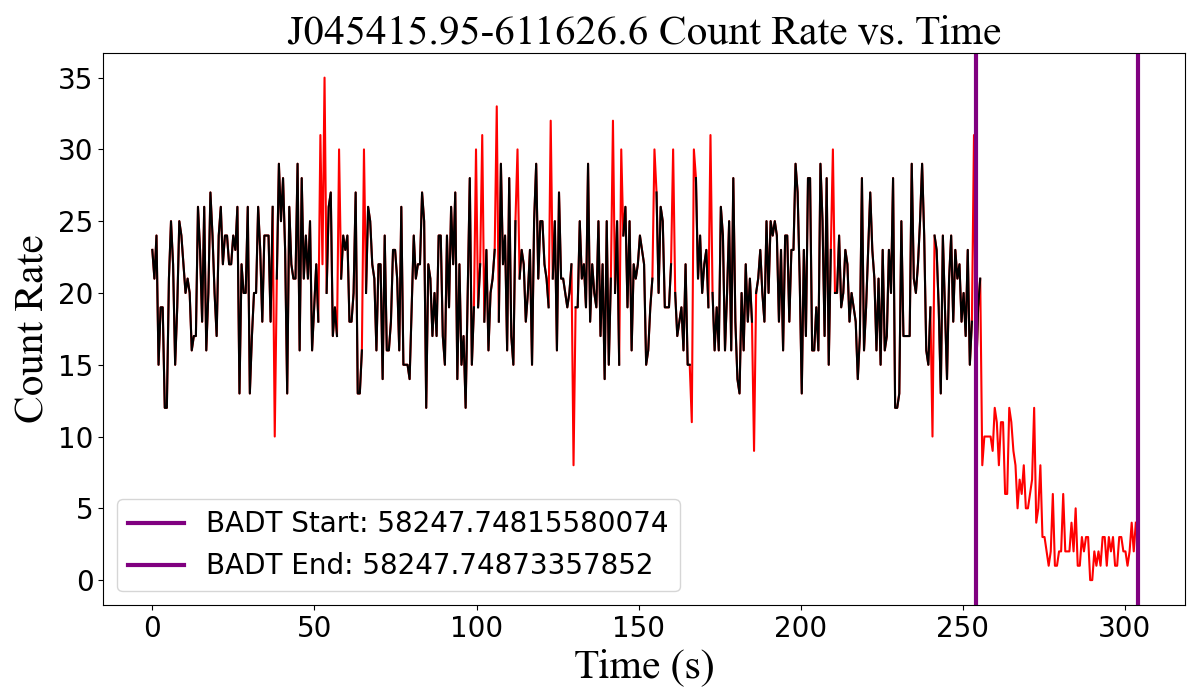 J045415.95-611626.6 Count Rate vs. Time
Count Rate
35
30
25
20
15
10
5
0
BADT Start: 58247.74815580074
BADT End: 58247.74873357852
0 50 100 150 200 250 300
Time (s)